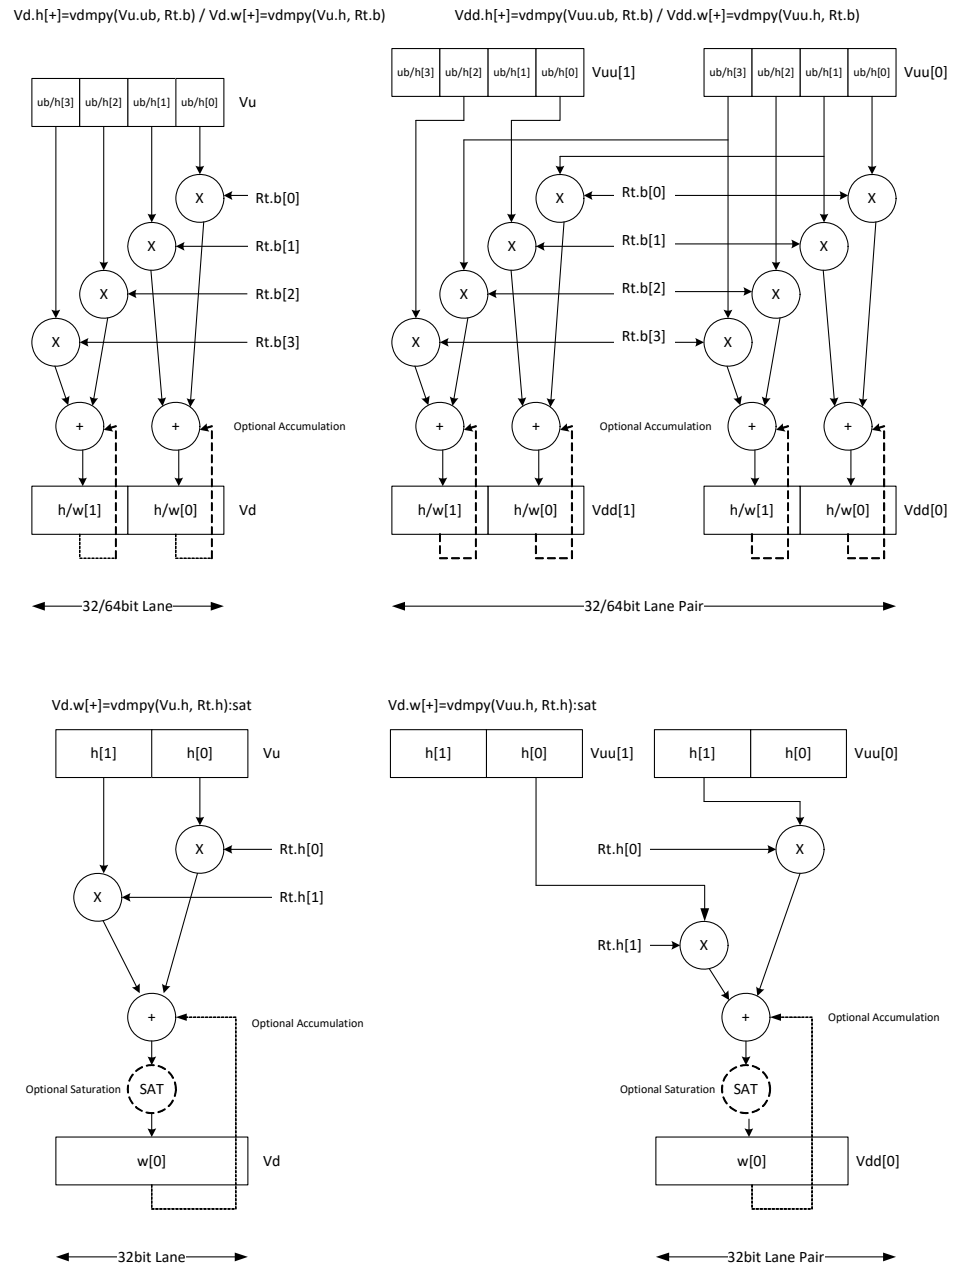 Vd.h[+]=vdmpy(Vu.ub, Rt.b) / Vd.w[+]=vdmpy(Vu.h, Rt.b)
Vdd.h[+]=vdmpy(Vuu.ub, Rt.b) / Vdd.w[+]=vdmpy(Vuu.h, Rt.b)
ub/h[3] ub/h[2] ub/h[1] ub/h[0] Vu
ub/h[3] ub/h[2] ub/h[1] ub/h[0] Vuu[1]
ub/h[3] ub/h[2] ub/h[1] ub/h[0] Vuu[0]
X Rt.b[0] X Rt.b[0] X
X Rt.b[1] X Rt.b[1] X
X Rt.b[2] X Rt.b[2] X
X Rt.b[3] X Rt.b[3] X
+ + Optional Accumulation + + Optional Accumulation + +
h/w[1] h/w[0] Vd
h/w[1] h/w[0] Vdd[1]
h/w[1] h/w[0] Vdd[0]
32/64bit Lane
32/64bit Lane Pair
Vd.w[+]=vdmpy(Vu.h, Rt.h):sat
Vd.w[+]=vdmpy(Vuu.h, Rt.h):sat
h[1] h[0] Vu
h[1] h[0] Vuu[1]
h[1] h[0] Vuu[0]
X Rt.h[0]
Rt.h[0] X
X Rt.h[1]
Rt.h[1] X
+ Optional Accumulation
+ Optional Accumulation
Optional Saturation SAT
Optional Saturation SAT
w[0] Vd
w[0] Vdd[0]
32bit Lane
32bit Lane Pair